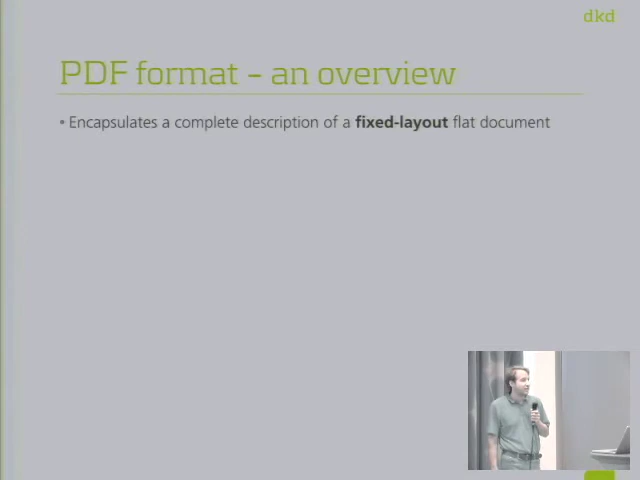 dkd
PDF format – an overview
• Encapsulates a complete description of a fixed-layout flat document